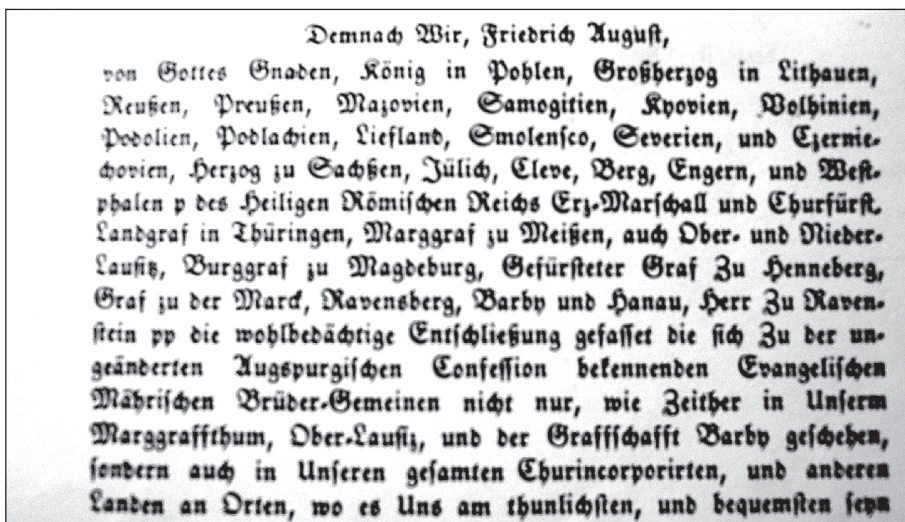 Demnach Wir, Friedrich August,
von Gottes Gnaden, König in Pohlen, Großherzog in Lithauen,
Reußen, Preußen, Mazovien, Samogitien, Kyovien, Volhinien,
Podolien, Podlachien, Liefland, Smolensco, Severien, und Czernie-
chovien, Herzog zu Sachßen, Jülich, Cleve, Berg, Engern, und West-
phalen p des Heiligen Römischen Reichs Erz-Marschall und Churfürst.
Landgraf in Thüringen, Marggraf zu Meißen, auch Ober- und Nieder-
Lausitz, Burggraf zu Magdeburg, Gefürsteter Graf Zu Henneberg,
Graf zu der Marck, Ravensberg, Barby und Hanau, Herr Zu Raven-
stein pp die wohlbedächtige Entschließung gefasset die sich Zu der un-
geänderten Augspurgischen Confession bekennenden Evangelischen
Mährischen Brüder-Gemeinen nicht nur, wie Zeither in Unserm
Marggraffthum, Ober-Lausiz, und der Graffschafft Barby geschehen,
sondern auch in Unseren gesamten Churincorporirten, und anderen
Landen an Orten, wo es Uns am thunlichsten, und bequemsten seyn